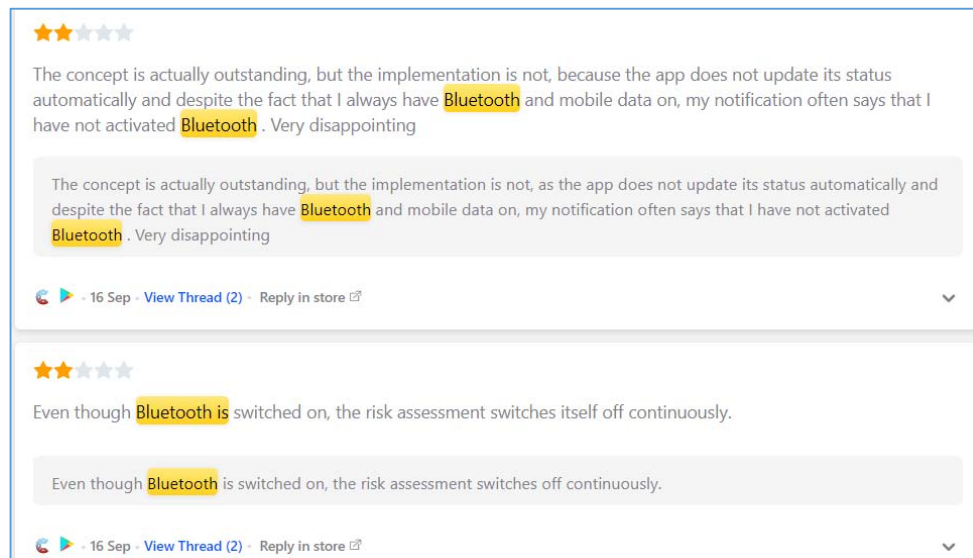 The concept is actually outstanding, but the implementation is not, because the app does not update its status
automatically and despite the fact that I always have Bluetooth and mobile data on, my notification often says that I
have not activated Bluetooth . Very disappointing
The concept is actually outstanding, but the implementation is not, as the app does not update its status automatically and
despite the fact that I always have Bluetooth and mobile data on, my notification often says that I have not activated
Bluetooth . Very disappointing
- 16 Sep - View Thread (2) - Reply in store
Even though Bluetooth is switched on, the risk assessment switches itself off continuously.
Even though Bluetooth is switched on, the risk assessment switches off continuously.
- 16 Sep - View Thread (2) - Reply in store